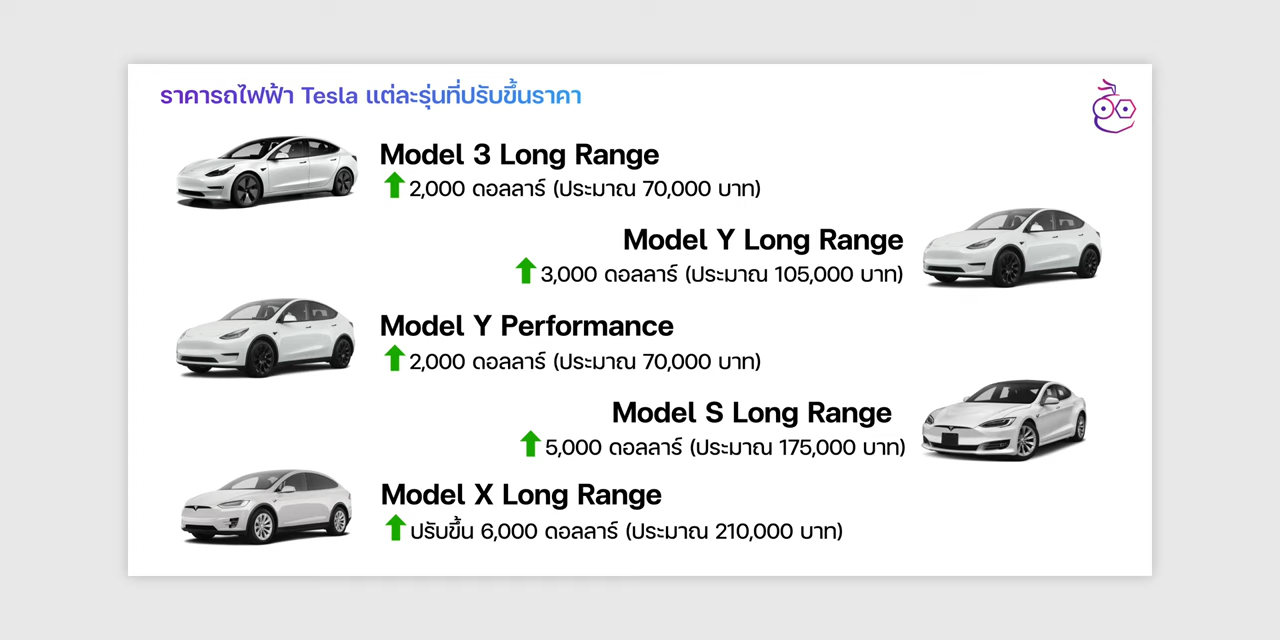 ราคารถไฟฟ้า Tesla แต่ละรุ่นที่ปรับขึ้นราคา
Model 3 Long Range
2,000 ดอลลาร์ (ประมาณ 70,000 บาท)
Model Y Long Range
3,000 ดอลลาร์ (ประมาณ 105,000 บาท)
Model Y Performance
2,000 ดอลลาร์ (ประมาณ 70,000 บาท)
Model S Long Range
5,000 ดอลลาร์ (ประมาณ 175,000 บาท)
Model X Long Range
ปรับขึ้น 6,000 ดอลลาร์ (ประมาณ 210,000 บาท)